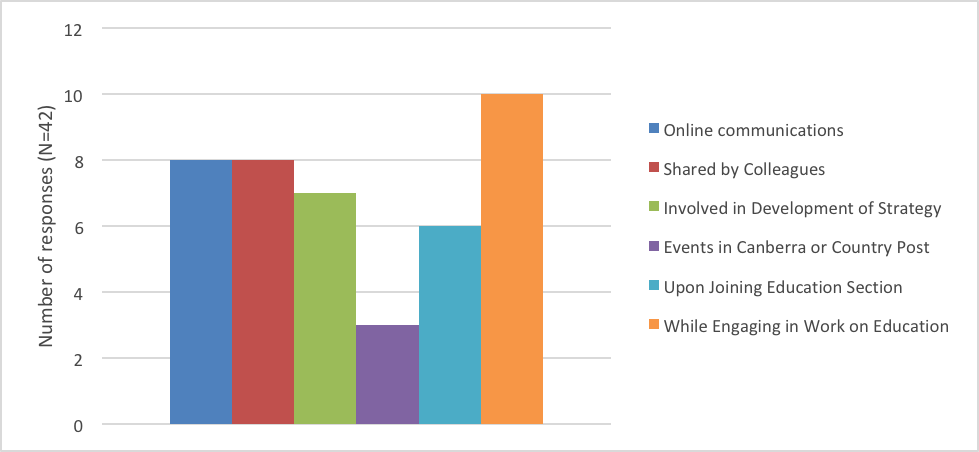 Number of responses (N=42)
12
10
8
6
4
2
0
Online communications
Shared by Colleagues
Involved in Development of Strategy
Events in Canberra or Country Post
Upon Joining Education Section
While Engaging in Work on Education